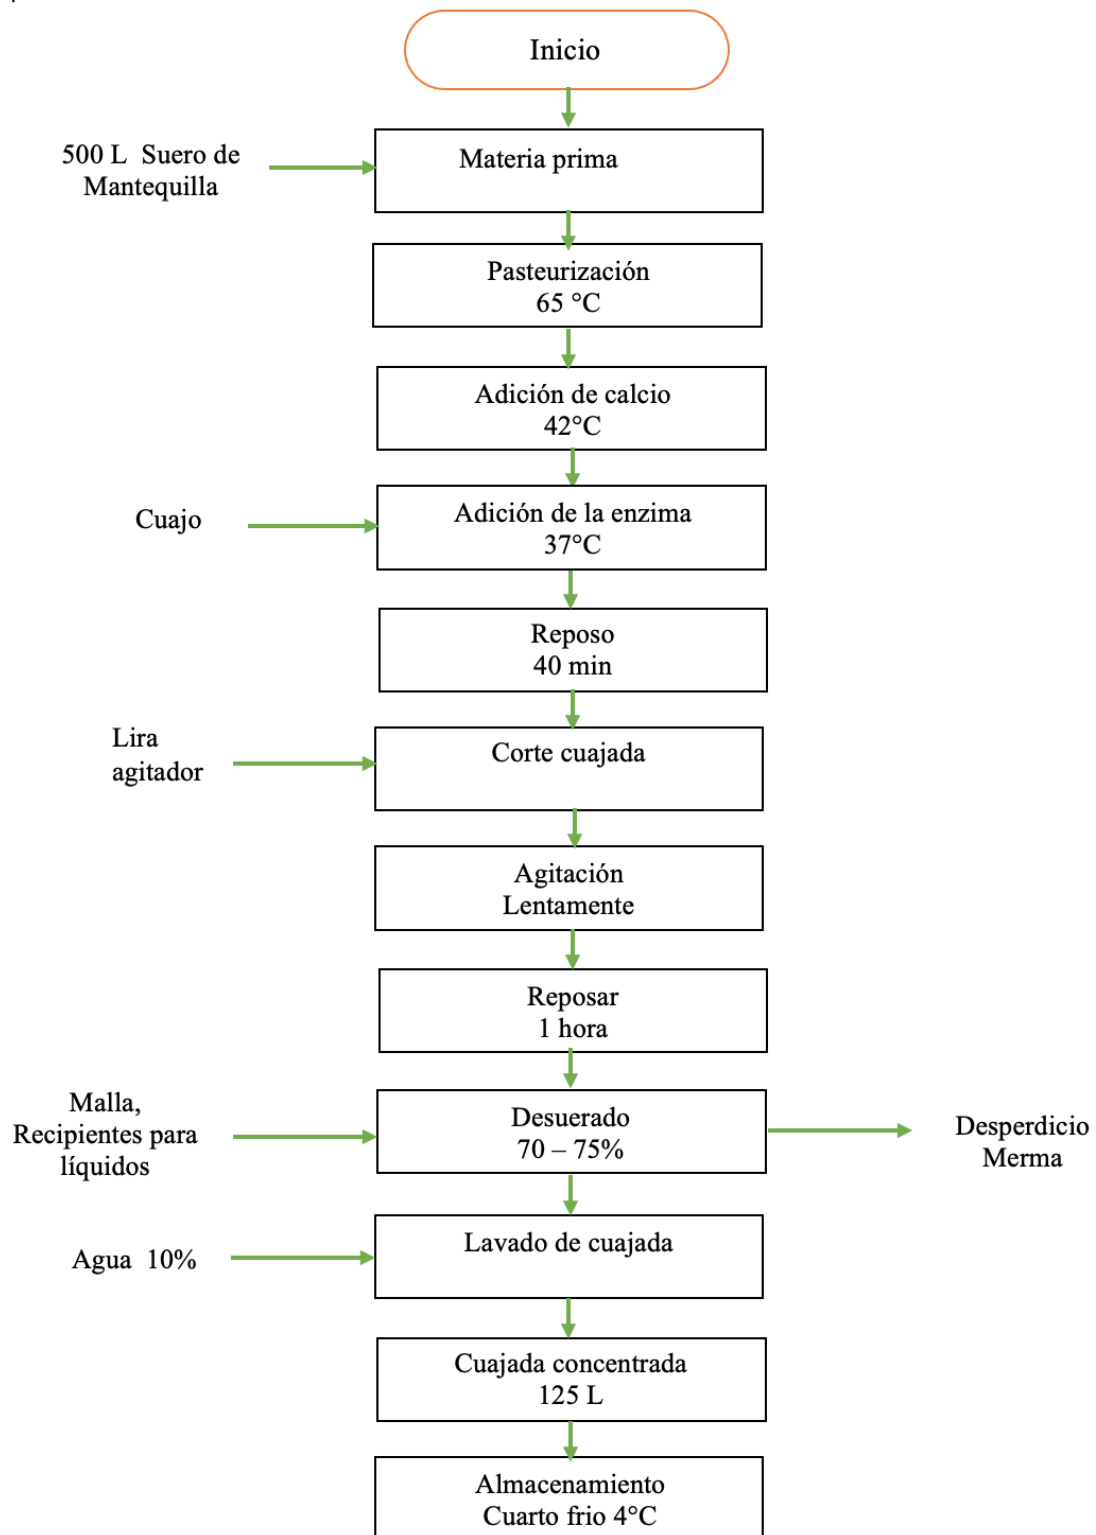 Inicio
500 L  Suero de
Mantequilla
Materia prima
Pasteurización
65 °C
Adición de calcio
42°C
Cuajo
Adición de la enzima
37°C
Reposo
40 min
Lira
agitador
Corte cuajada
Agitación
Lentamente
Reposar
1 hora
Malla,
Recipientes para
líquidos
Desuerado
70 – 75%
Desperdicio
Merma
Agua  10%
Lavado de cuajada
Cuajada concentrada
125 L
Almacenamiento
Cuarto frio 4°C